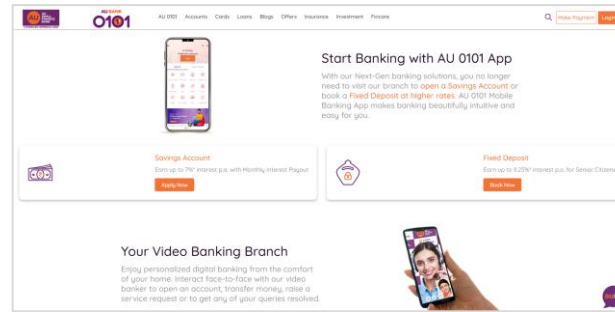 AU
AU BANK
0101
AU 0101 Accounts Cards Loans Blogs Offers Insurance Investment Fincare
Make Payment Login
Start Banking with AU 0101 App
With our Next-Gen banking solutions, you no longer
need to visit our branch to open a Savings Account or
book a Fixed Deposit at higher rates. AU 0101 Mobile
Banking App makes banking beautifully intuitive and
easy for you.
Savings Account
Earn up to 7%* interest p.a. with Monthly Interest Payout
Apply Now
Fixed Deposit
Earn up to 8.25%* interest p.a. for Senior Citizens
Book Now
Your Video Banking Branch
Enjoy personalized digital banking from the comfort
of your home. Interact face-to-face with our video
banker to open an account, transfer money, raise a
service request or to get any of your queries resolved.